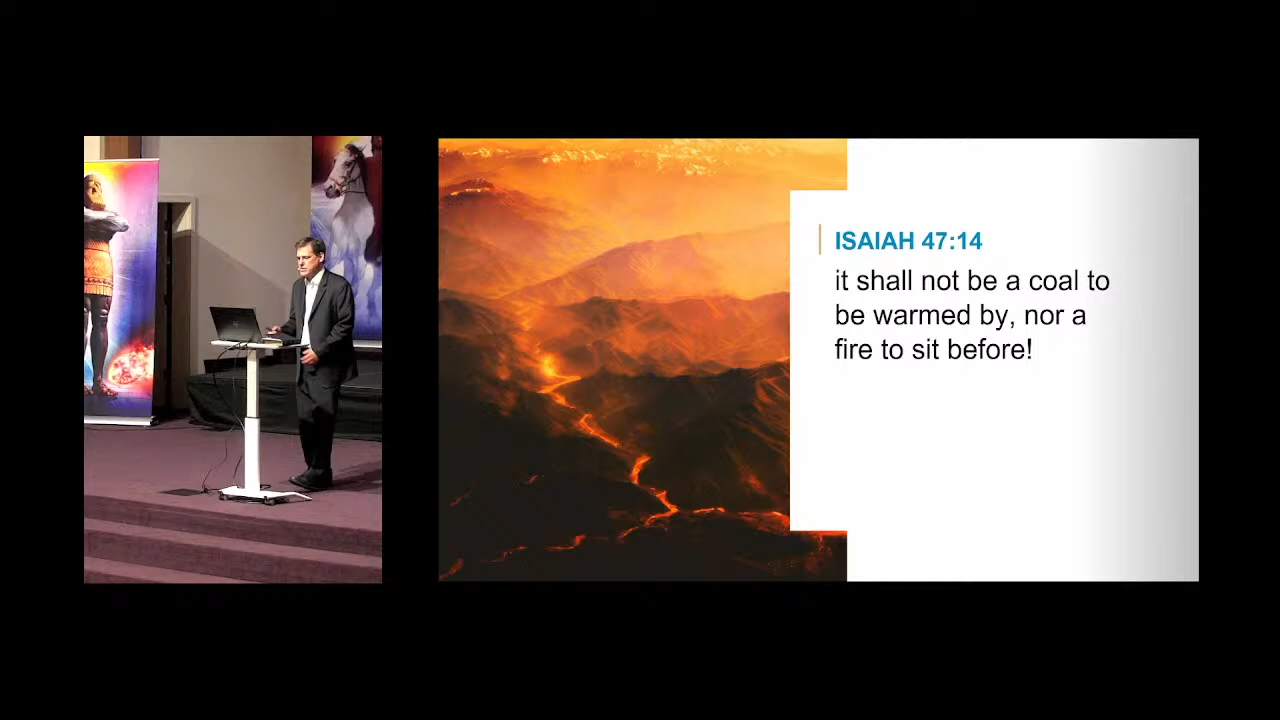 ISAIAH 47:14
it shall not be a coal to
be warmed by, nor a
fire to sit before!